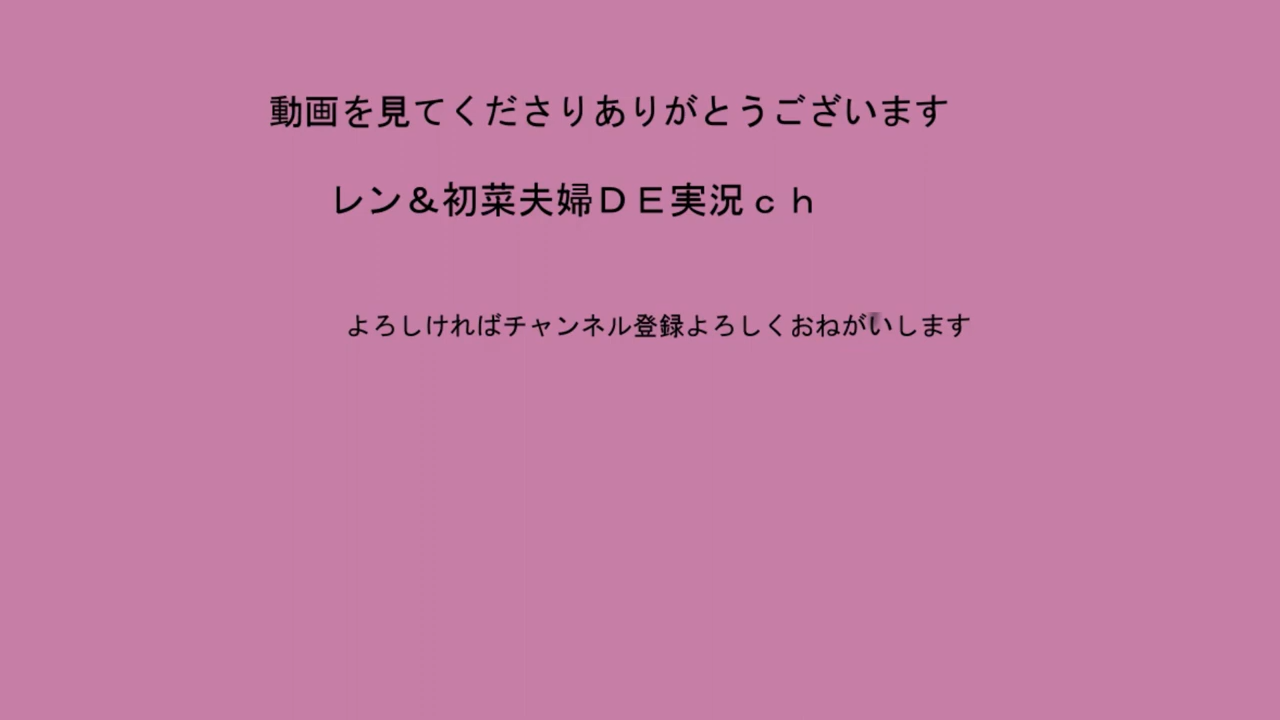 動画を見てくださりありがとうございます
レン＆初菜夫婦ＤＥ実況ｃｈ
よろしければチャンネル登録よろしくおねがいします